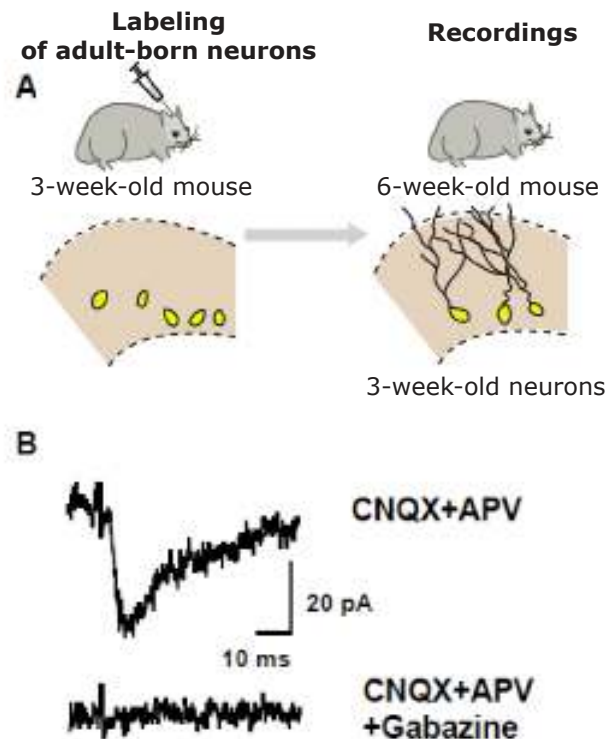 Labeling
of adult-born neurons
Recordings
A
3-week-old mouse
6-week-old mouse
3-week-old neurons
B
CNQX+APV
20 pA
10 ms
CNQX+APV
+Gabazine